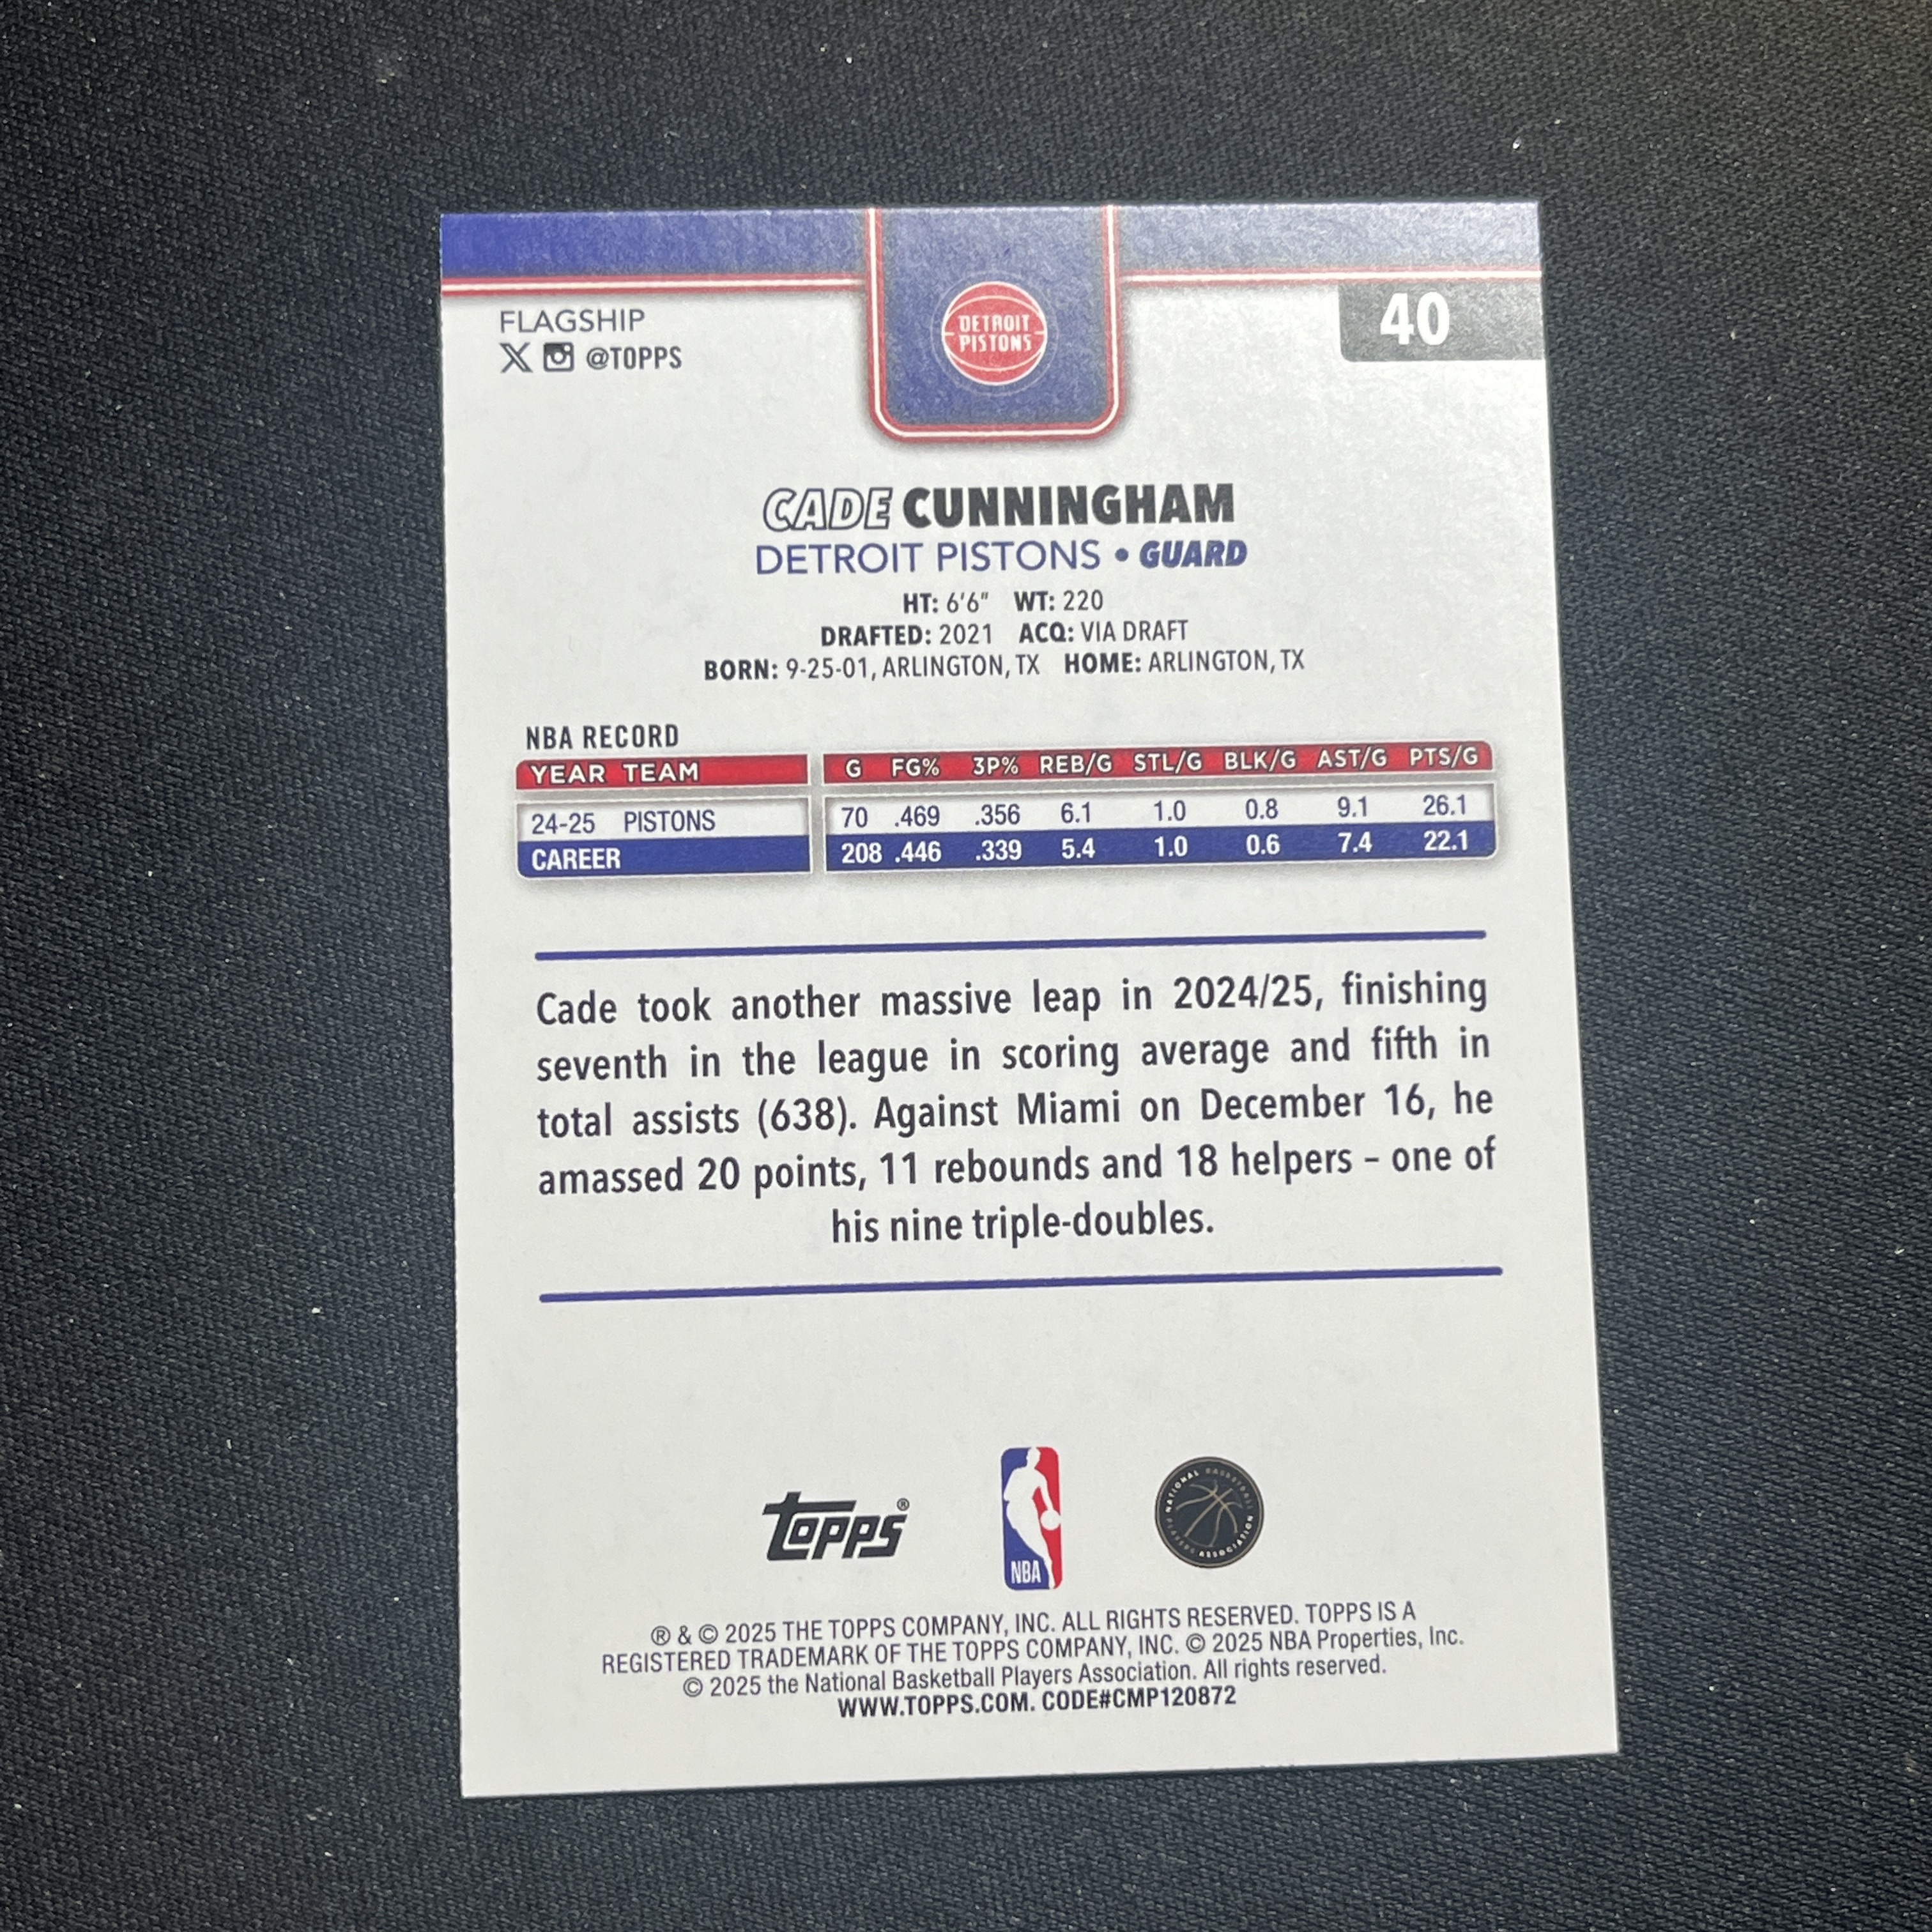 FLAGSHIP
@TOPPS
DETROIT
PISTONS
40
CADE CUNNINGHAM
DETROIT PISTONS • GUARD
HT: 6'6" WT: 220
DRAFTED: 2021 ACQ: VIA DRAFT
BORN: 9-25-01, ARLINGTON, TX HOME: ARLINGTON, TX
NBA RECORD
YEAR TEAM G FG% 3P% REB/G STL/G BLK/G AST/G PTS/G
24-25 PISTONS 70 .469 .356 6.1 1.0 0.8 9.1 26.1
CAREER 208 .446 .339 5.4 1.0 0.6 7.4 22.1
Cade took another massive leap in 2024/25, finishing
seventh in the league in scoring average and fifth in
total assists (638). Against Miami on December 16, he
amassed 20 points, 11 rebounds and 18 helpers – one of
his nine triple-doubles.
Topps®
NBA
NATIONAL BASKETBALL PLAYERS ASSOCIATION
® & © 2025 THE TOPPS COMPANY, INC. ALL RIGHTS RESERVED. TOPPS IS A
REGISTERED TRADEMARK OF THE TOPPS COMPANY, INC. © 2025 NBA Properties, Inc.
© 2025 the National Basketball Players Association. All rights reserved.
WWW.TOPPS.COM. CODE#CMP120872